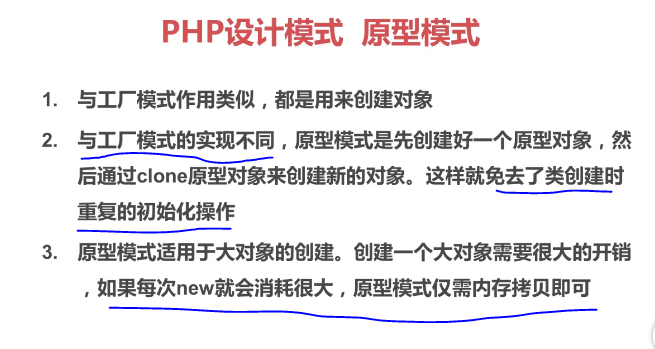 PHP设计模式 原型模式
1. 与工厂模式作用类似，都是用来创建对象
2. 与工厂模式的实现不同，原型模式是先创建好一个原型对象，然
后通过clone原型对象来创建新的对象。这样就免去了类创建时
重复的初始化操作
3. 原型模式适用于大对象的创建。创建一个大对象需要很大的开销
，如果每次new就会消耗很大，原型模式仅需内存拷贝即可